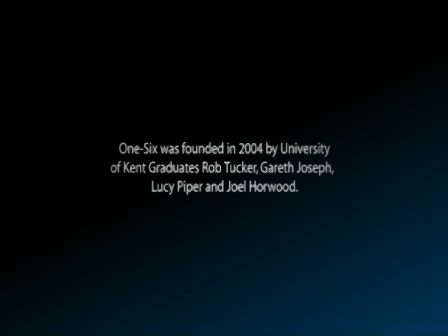 One-Six was founded in 2004 by University
of Kent Graduates Rob Tucker, Gareth Joseph,
Lucy Piper and Joel Horwood.